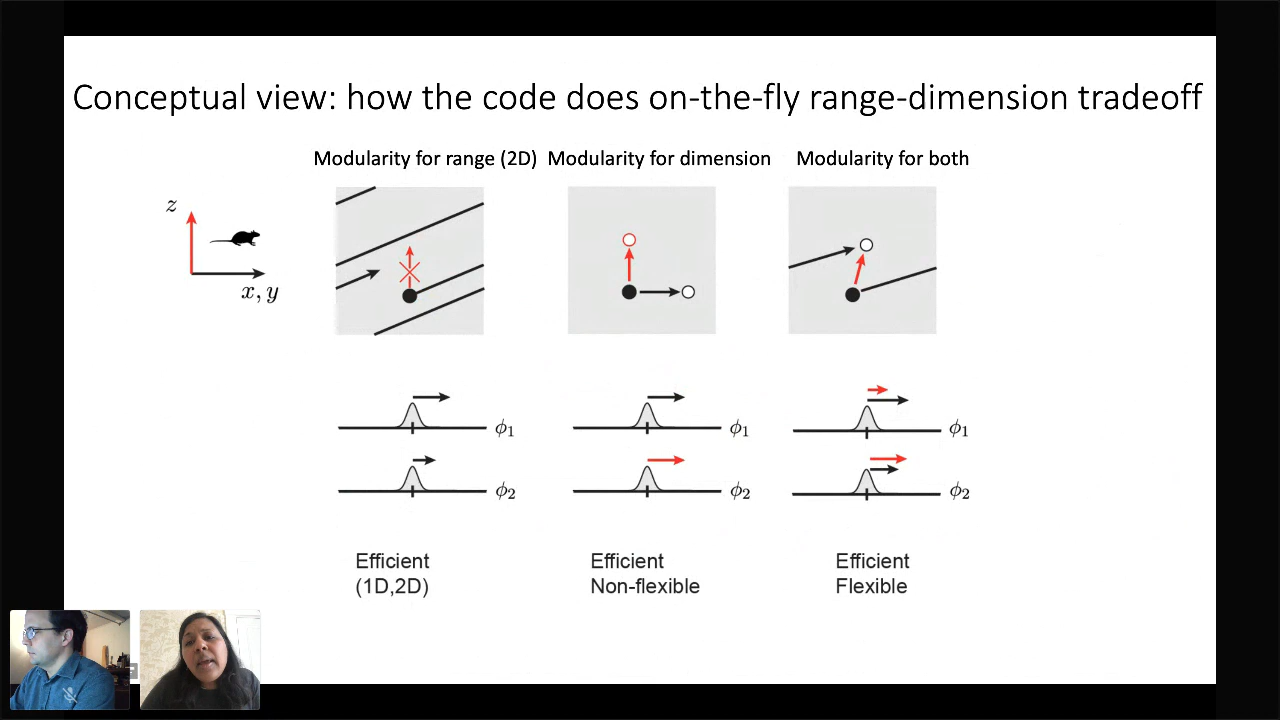 Conceptual view: how the code does on-the-fly range-dimension tradeoff
Modularity for range (2D) Modularity for dimension Modularity for both
z
x, y
ϕ1 ϕ1 ϕ1
ϕ2 ϕ2 ϕ2
Efficient Efficient Efficient
(1D,2D) Non-flexible Flexible